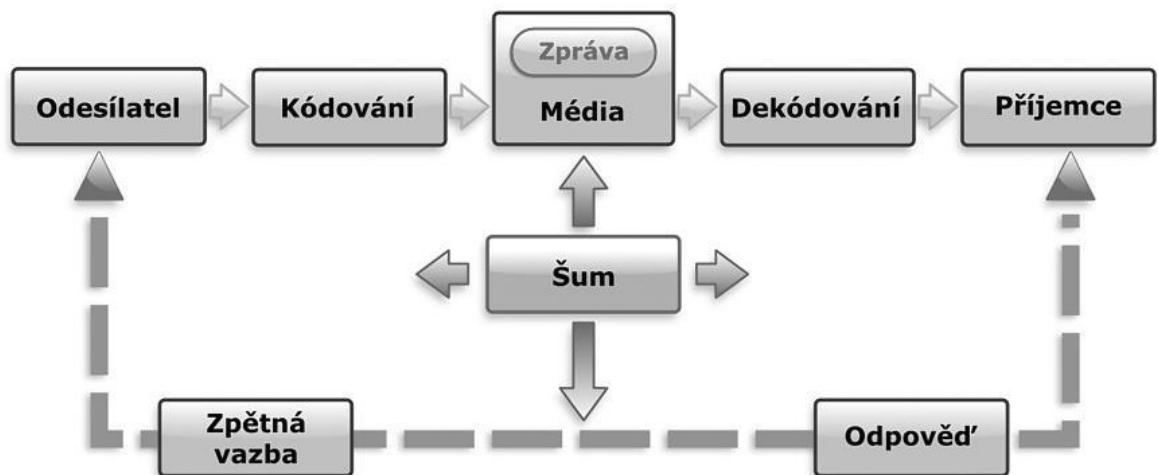 Zpráva
Odesílatel
Kódování
Média
Dekódování
Příjemce
Šum
Zpětná
vazba
Odpověď